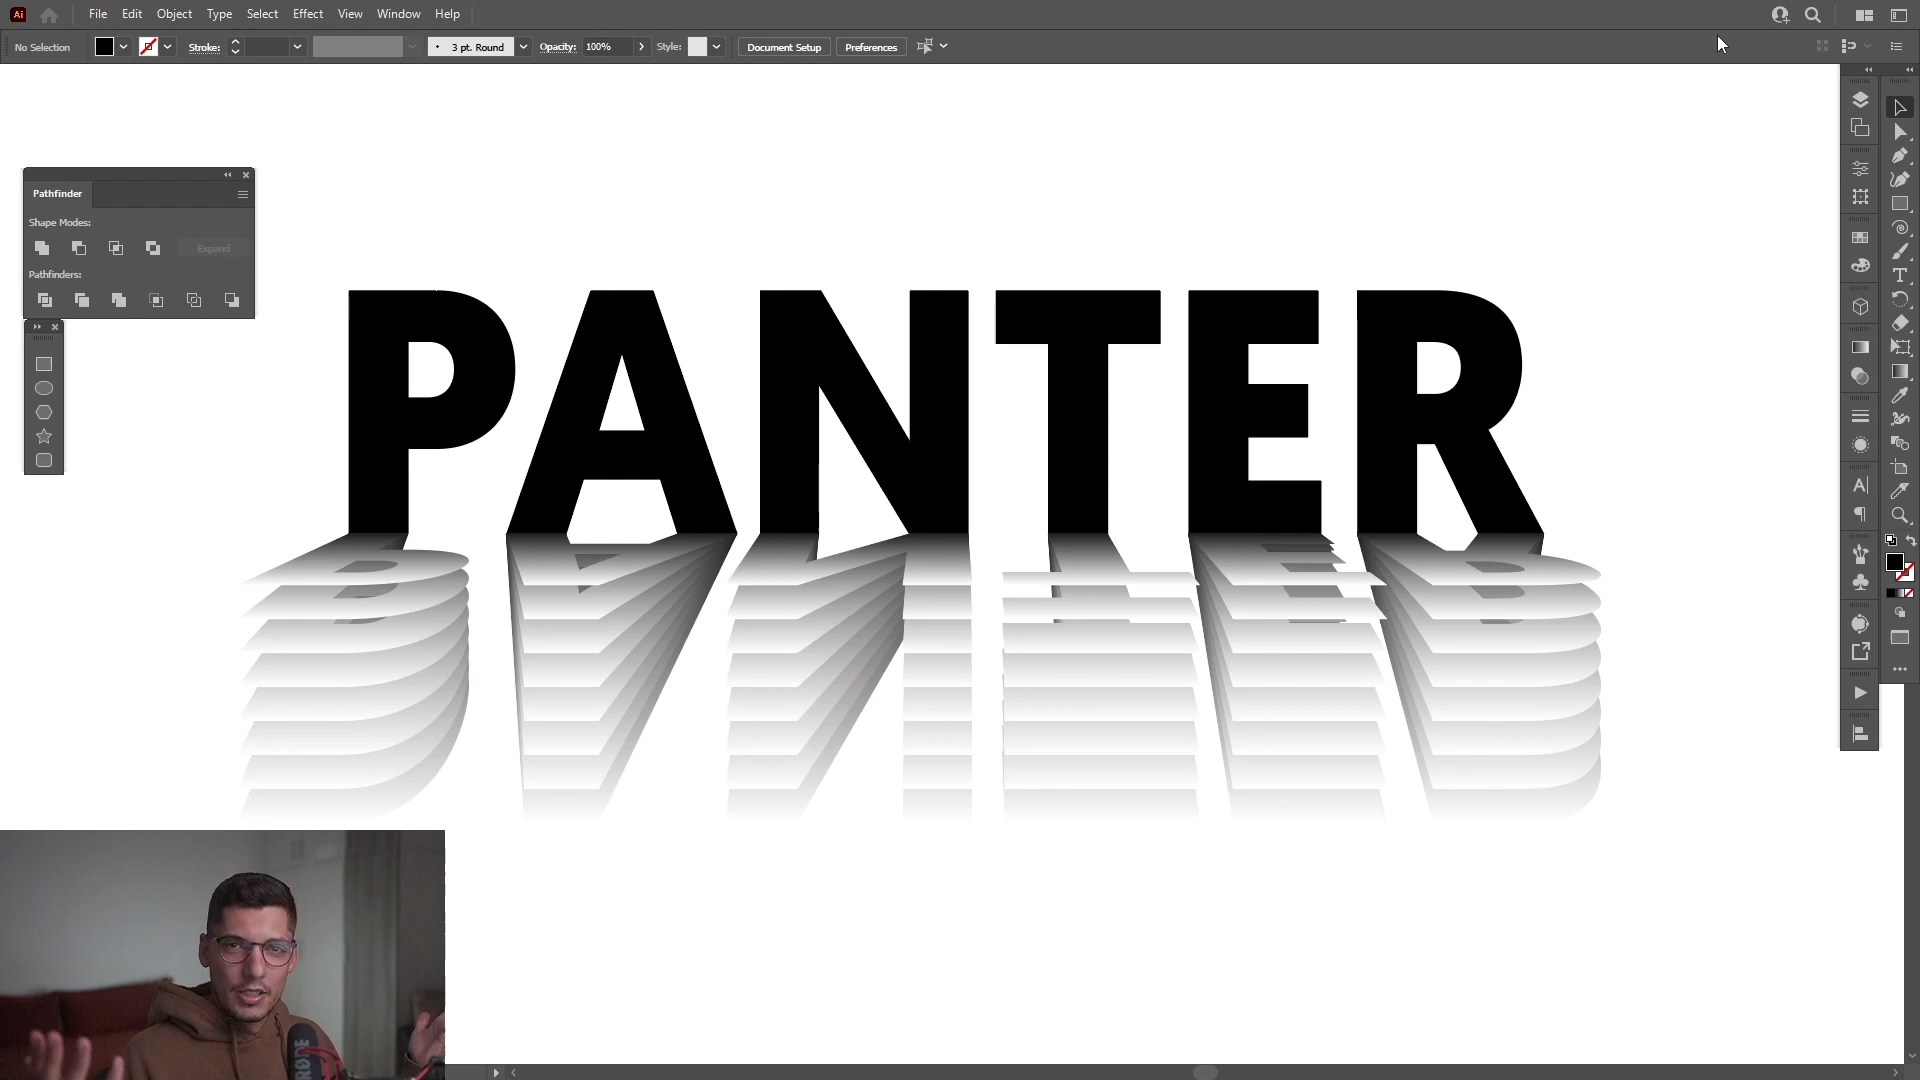 Ai File Edit Object Type Select Effect View Window Help
No Selection Stroke: 3 pt. Round Opacity: 100% Style: Document Setup Preferences
Pathfinder
Shape Modes:
Expand
Pathfinders:
PANTER
RODE